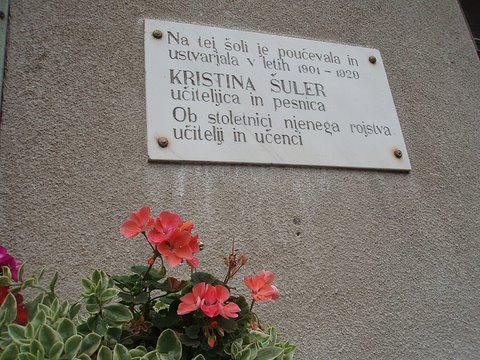 Na tej šoli je poučevala in
ustvarjala v letih 1901 - 1929
KRISTINA ŠULER
učiteljica in pesnica
Ob stoletnici njenega rojstva
učitelji in učenci